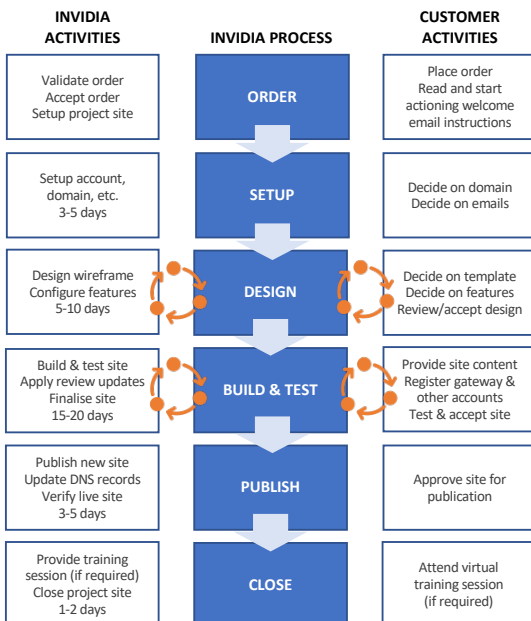 INVIDIA
ACTIVITIES
INVIDIA PROCESS
CUSTOMER
ACTIVITIES
Validate order
Accept order
Setup project site
ORDER
Place order
Read and start
actioning welcome
email instructions
Setup account,
domain, etc.
3-5 days
SETUP
Decide on domain
Decide on emails
Design wireframe
Configure features
5-10 days
DESIGN
Decide on template
Decide on features
Review/accept design
Build & test site
Apply review updates
Finalise site
15-20 days
BUILD & TEST
Provide site content
Register gateway &
other accounts
Test & accept site
Publish new site
Update DNS records
Verify live site
3-5 days
PUBLISH
Approve site for
publication
Provide training
session (if required)
Close project site
1-2 days
CLOSE
Attend virtual
training session
(if required)